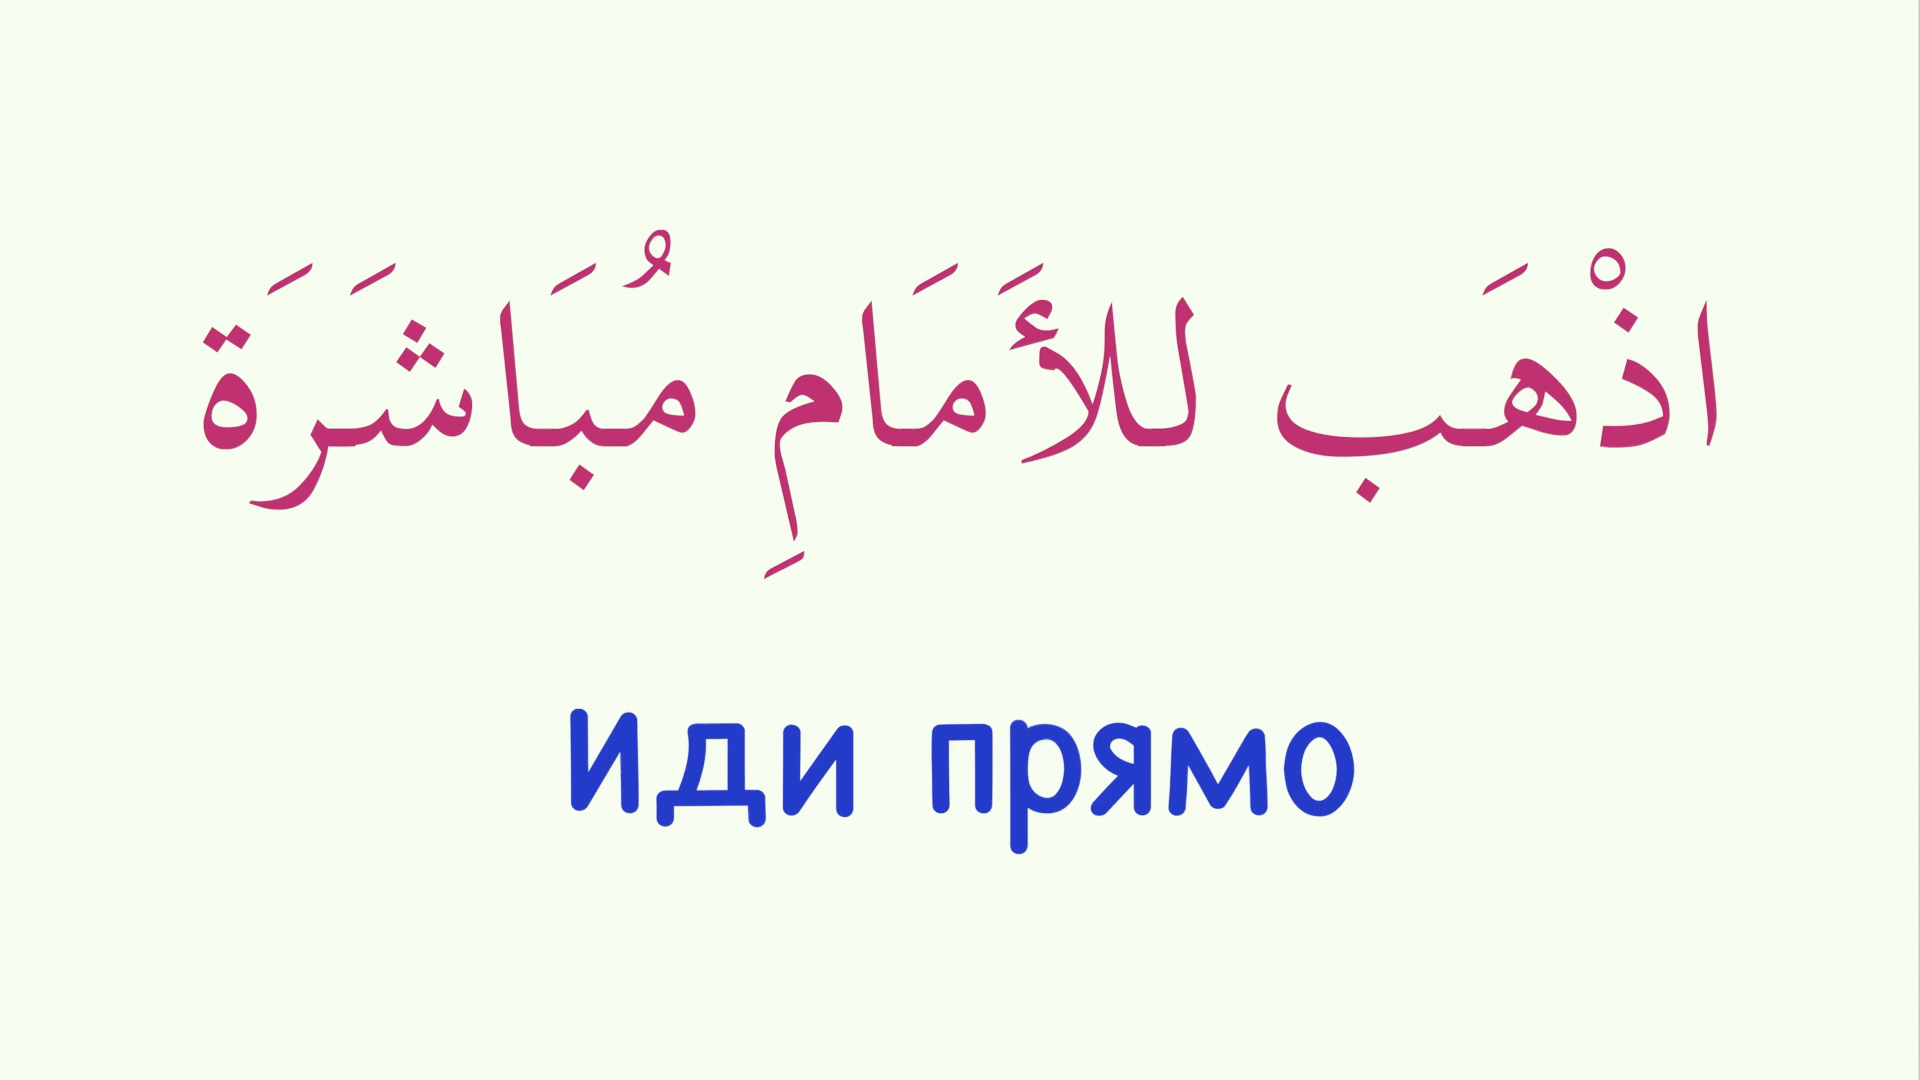 اذْهَب للأَمَامِ مُبَاشَرَة
иди прямо